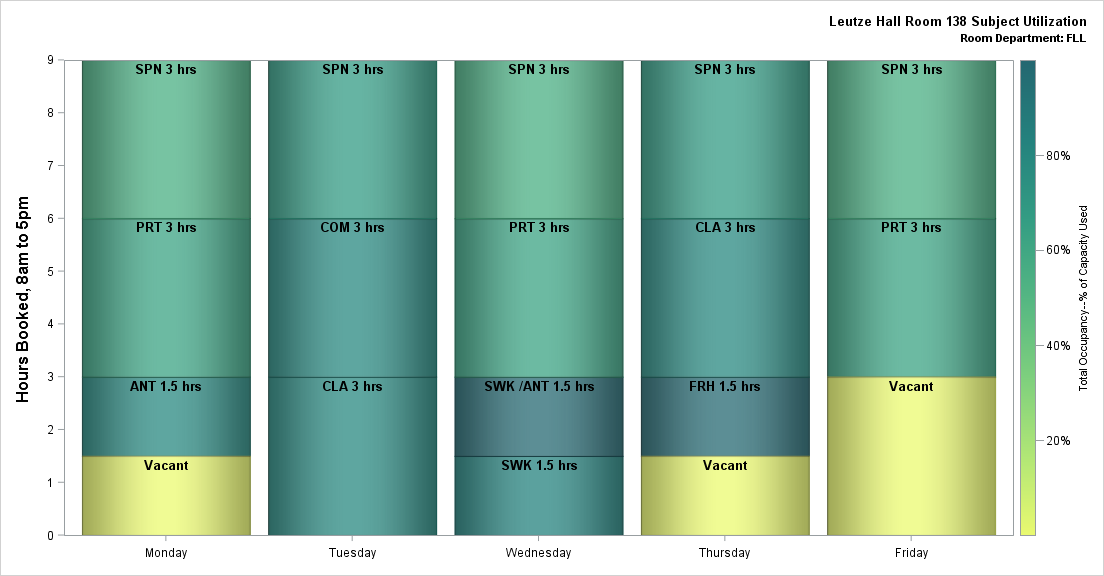 Leutze Hall Room 138 Subject Utilization
Room Department: FLL
Hours Booked, 8am to 5pm
9
8
7
6
5
4
3
2
1
0
SPN 3 hrs
PRT 3 hrs
ANT 1.5 hrs
Vacant
SPN 3 hrs
COM 3 hrs
CLA 3 hrs
SPN 3 hrs
PRT 3 hrs
SWK /ANT 1.5 hrs
SWK 1.5 hrs
SPN 3 hrs
CLA 3 hrs
FRH 1.5 hrs
Vacant
SPN 3 hrs
PRT 3 hrs
Vacant
Monday
Tuesday
Wednesday
Thursday
Friday
80%
60%
40%
20%
Total Occupancy--% of Capacity Used